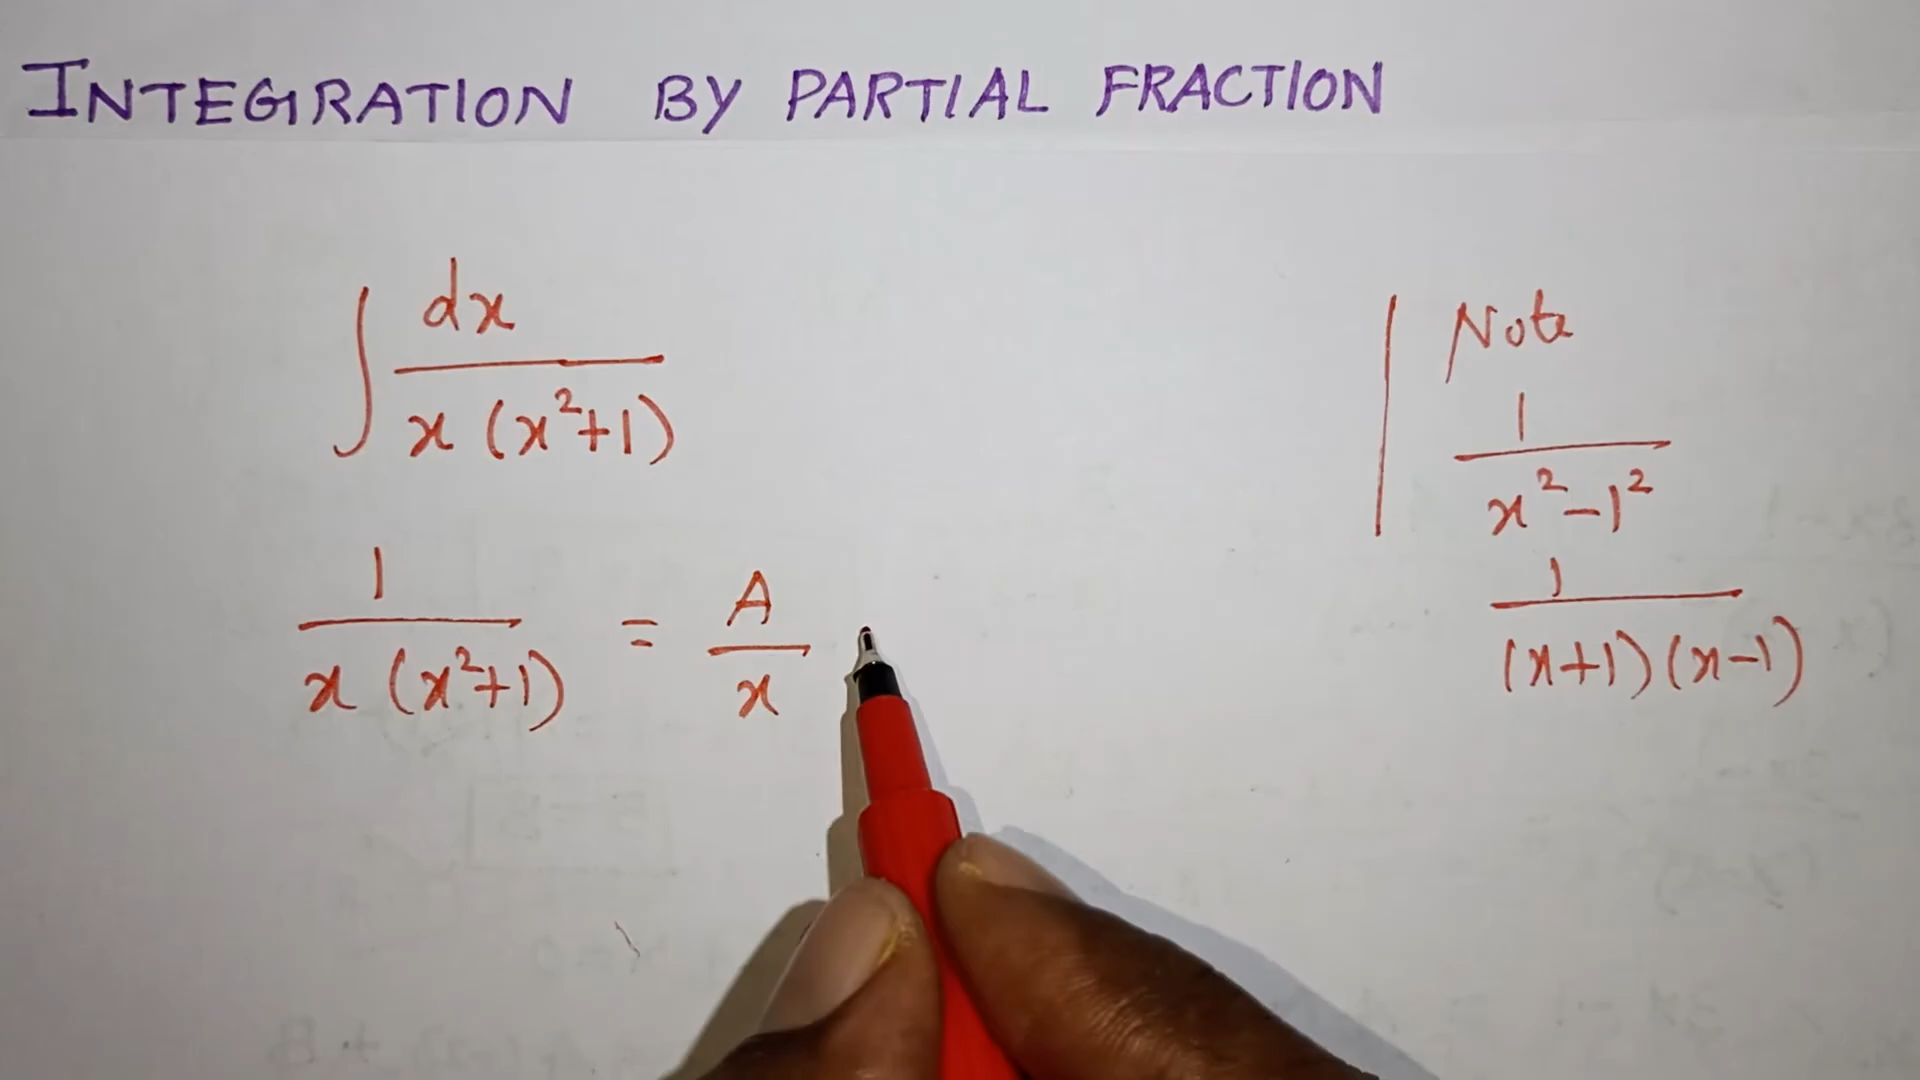 INTEGRATION BY PARTIAL FRACTION
∫ dx / x (x²+1)
1 / x (x²+1) = A / x
Note
1 / x²-1²
1 / (x+1)(x-1)